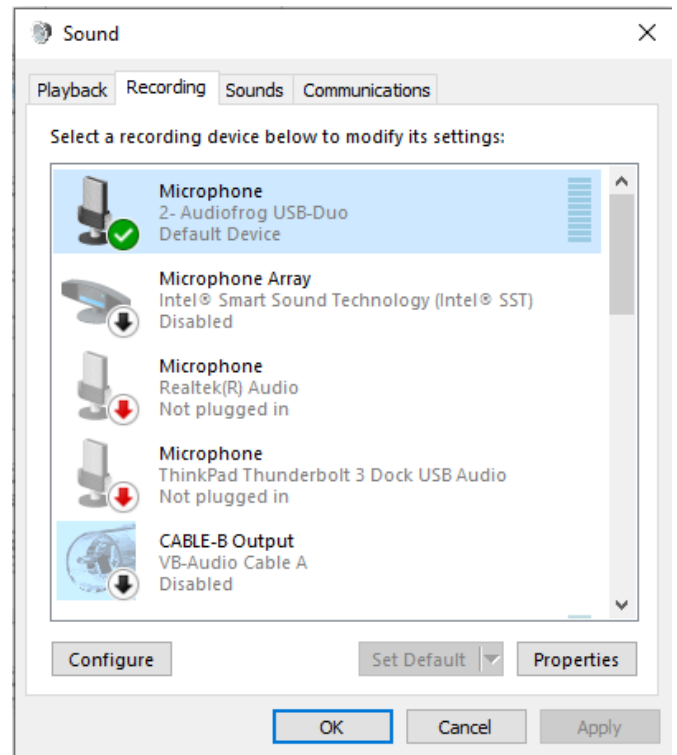 Sound
Playback Recording Sounds Communications
Select a recording device below to modify its settings:
Microphone
2- Audiofrog USB-Duo
Default Device
Microphone Array
Intel® Smart Sound Technology (Intel® SST)
Disabled
Microphone
Realtek(R) Audio
Not plugged in
Microphone
ThinkPad Thunderbolt 3 Dock USB Audio
Not plugged in
CABLE-B Output
VB-Audio Cable A
Disabled
Configure Set Default Properties
OK Cancel Apply